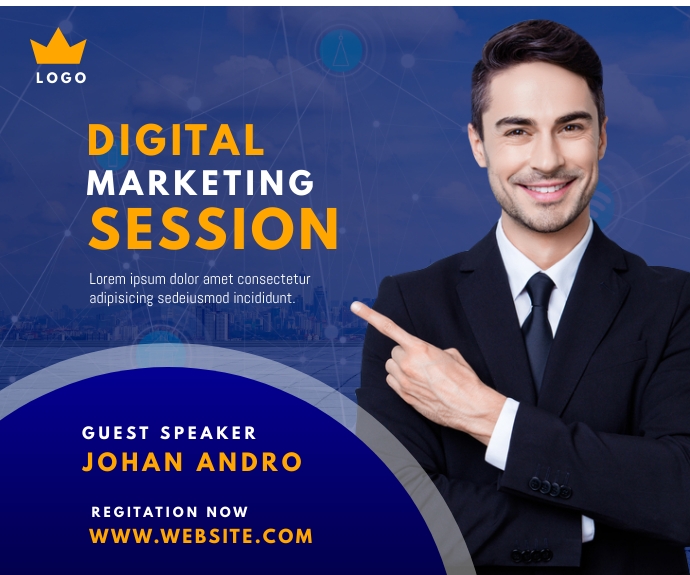 LOGO
DIGITAL
MARKETING
SESSION
Lorem ipsum dolor amet consectetur
adipisicing sedeiusmod incididunt.
GUEST SPEAKER
JOHAN ANDRO
REGITATION NOW
WWW.WEBSITE.COM